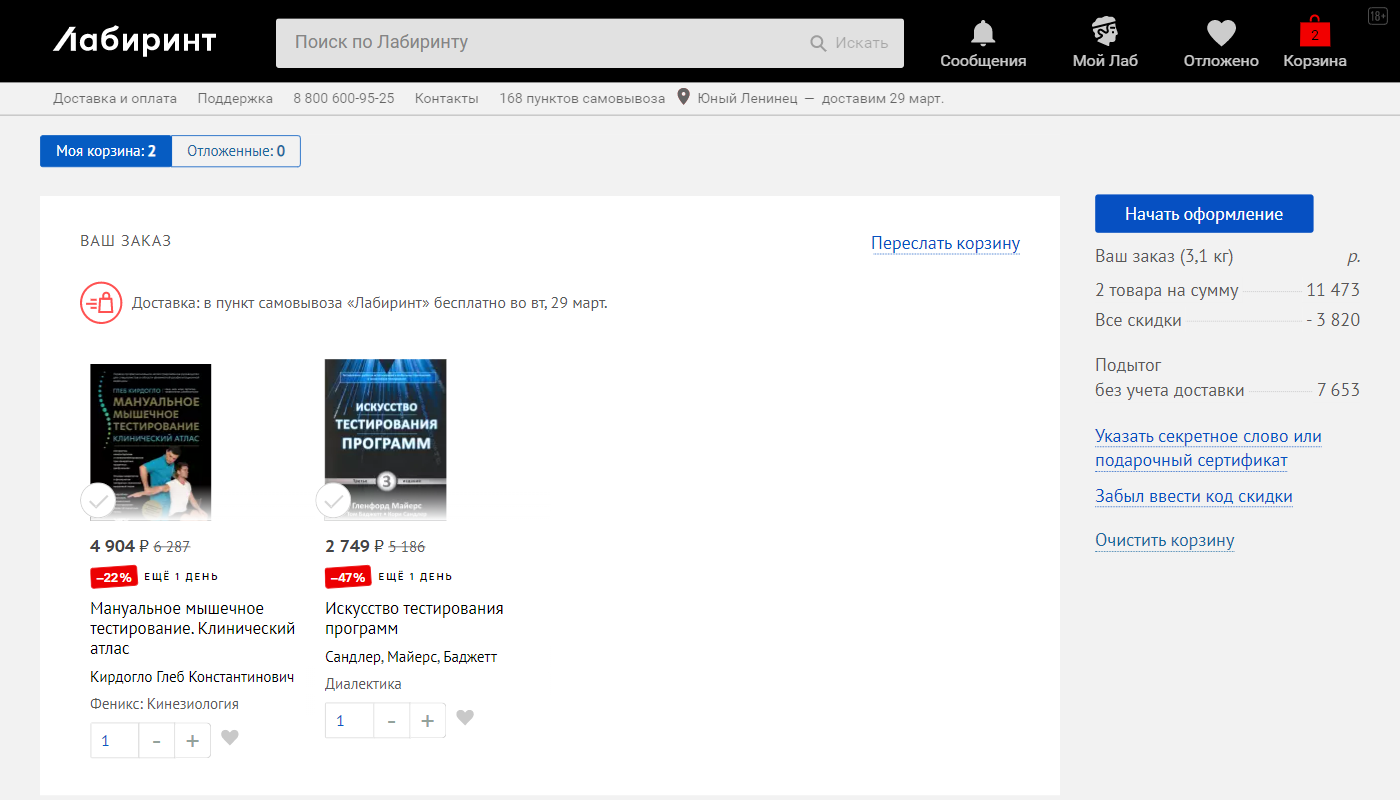 Лабиринт
Поиск по Лабиринту
Искать
Сообщения
Мой Лаб
Отложено
2
Корзина
18+
Доставка и оплата
Поддержка
8 800 600-95-25
Контакты
168 пунктов самовывоза
Юный Ленинец — доставим 29 март.
Моя корзина: 2
Отложенные: 0
ВАШ ЗАКАЗ
Переслать корзину
Доставка: в пункт самовывоза «Лабиринт» бесплатно во вт, 29 март.
ГЛЕБ КИРДОГЛО
МАНУАЛЬНОЕ
МЫШЕЧНОЕ
ТЕСТИРОВАНИЕ
КЛИНИЧЕСКИЙ АТЛАС
4 904 ₽ 6 287
–22% ЕЩЁ 1 ДЕНЬ
Мануальное мышечное
тестирование. Клинический
атлас
Кирдогло Глеб Константинович
Феникс: Кинезиология
1 - +
ИСКУССТВО
ТЕСТИРОВАНИЯ
ПРОГРАММ
Третье 3 издание
Гленфорд Майерс
2 749 ₽ 5 186
–47% ЕЩЁ 1 ДЕНЬ
Искусство тестирования
программ
Сандлер, Майерс, Баджетт
Диалектика
1 - +
Начать оформление
Ваш заказ (3,1 кг) р.
2 товара на сумму 11 473
Все скидки - 3 820
Подытог
без учета доставки 7 653
Указать секретное слово или
подарочный сертификат
Забыл ввести код скидки
Очистить корзину